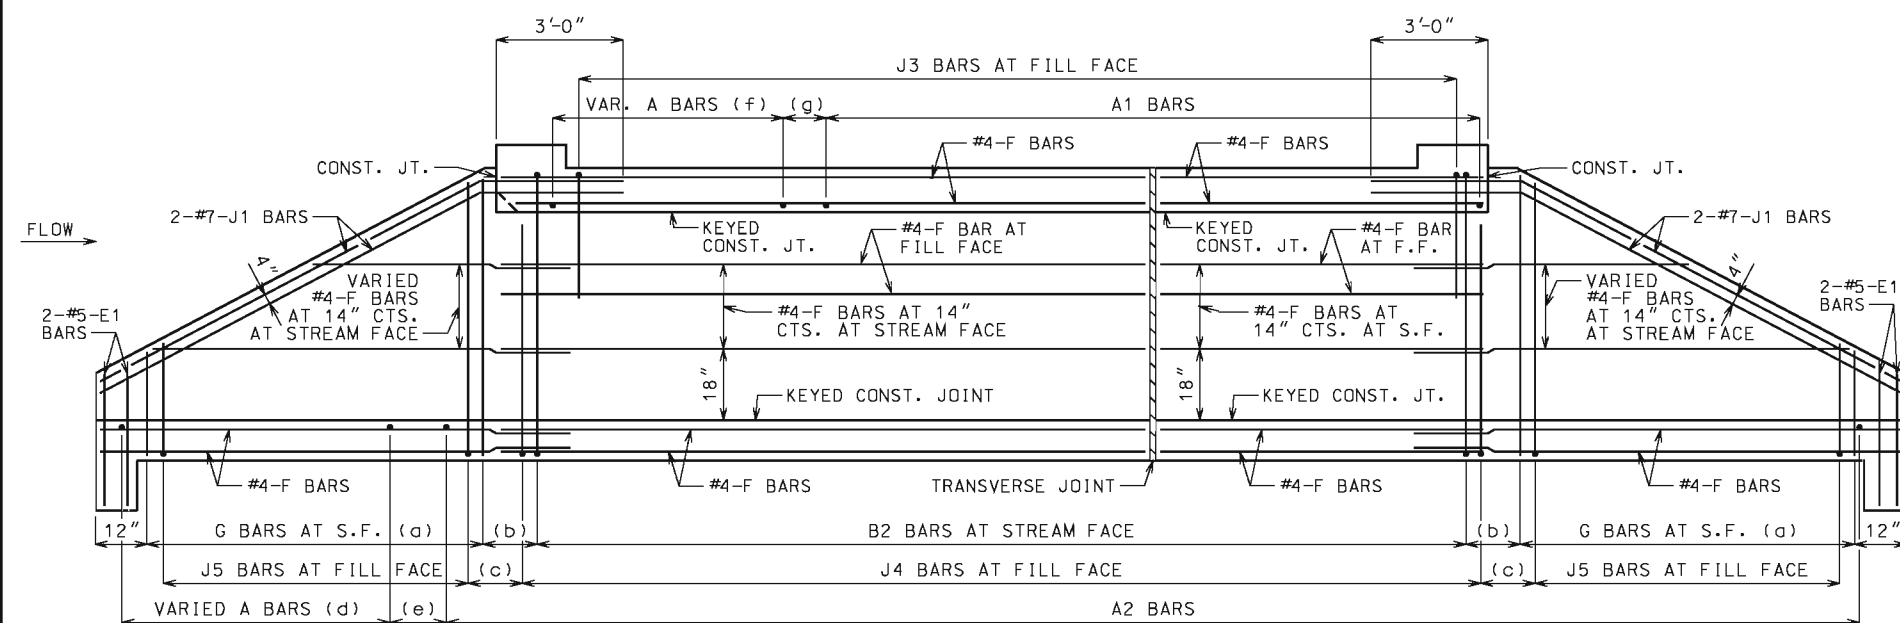 3'-0"
3'-0"
J3 BARS AT FILL FACE
VAR. A BARS (f)
(g)
A1 BARS
#4-F BARS
#4-F BARS
CONST. JT.
CONST. JT.
2-#7-J1 BARS
2-#7-J1 BARS
FLOW
KEYED
CONST. JT.
#4-F BAR AT
FILL FACE
KEYED
CONST. JT.
#4-F BAR
AT F.F.
4"
4"
VARIED
#4-F BARS
AT 14" CTS.
AT STREAM FACE
#4-F BARS AT 14"
CTS. AT STREAM FACE
#4-F BARS AT
14" CTS. AT S.F.
VARIED
#4-F BARS
AT 14" CTS.
AT STREAM FACE
2-#5-E1
BARS
2-#5-E1
BARS
18"
KEYED CONST. JOINT
18"
KEYED CONST. JT.
#4-F BARS
#4-F BARS
TRANSVERSE JOINT
#4-F BARS
#4-F BARS
12"
G BARS AT S.F. (a)
(b)
B2 BARS AT STREAM FACE
(b)
G BARS AT S.F. (a)
12"
J5 BARS AT FILL FACE
(c)
J4 BARS AT FILL FACE
(c)
J5 BARS AT FILL FACE
VARIED A BARS (d)
(e)
A2 BARS